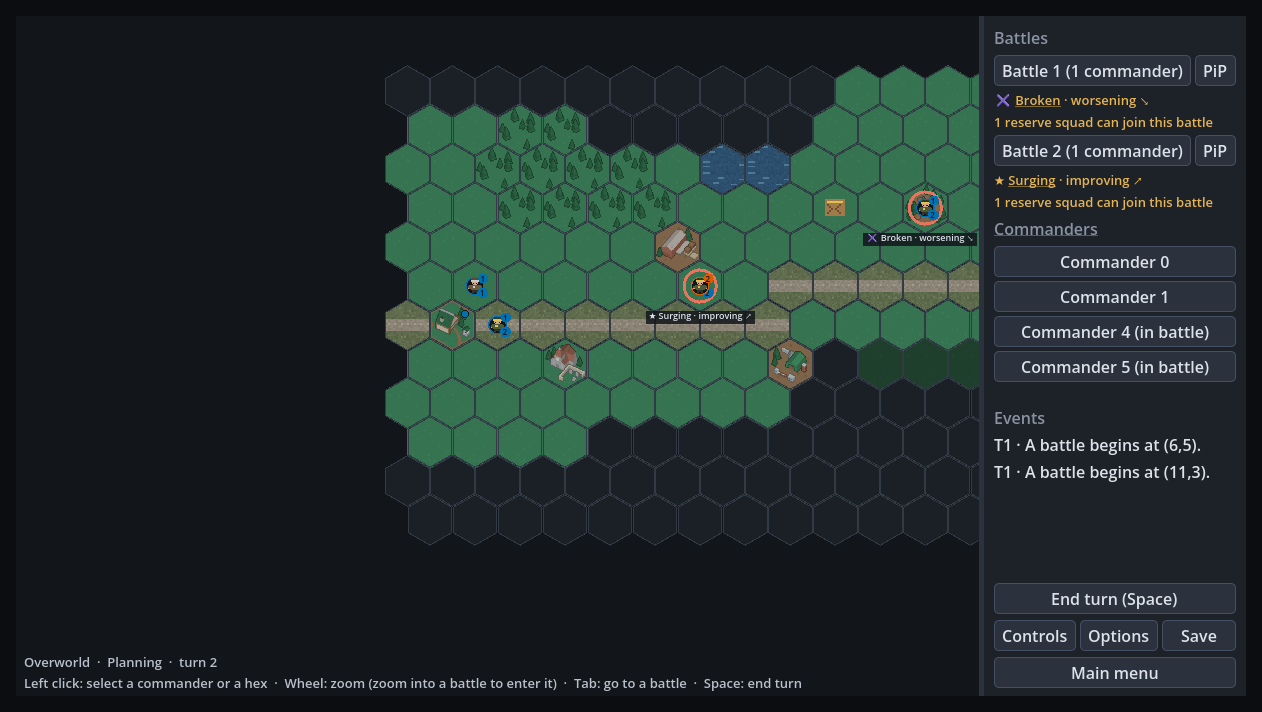 Battles
Battle 1 (1 commander) PiP
Broken · worsening ↘
1 reserve squad can join this battle
Battle 2 (1 commander) PiP
★ Surging · improving ↗
1 reserve squad can join this battle
Commanders
Commander 0
Commander 1
Commander 4 (in battle)
Commander 5 (in battle)
Events
T1 · A battle begins at (6,5).
T1 · A battle begins at (11,3).
End turn (Space)
Controls Options Save
Main menu
Broken · worsening ↘
★ Surging · improving ↗
Overworld · Planning · turn 2
Left click: select a commander or a hex · Wheel: zoom (zoom into a battle to enter it) · Tab: go to a battle · Space: end turn